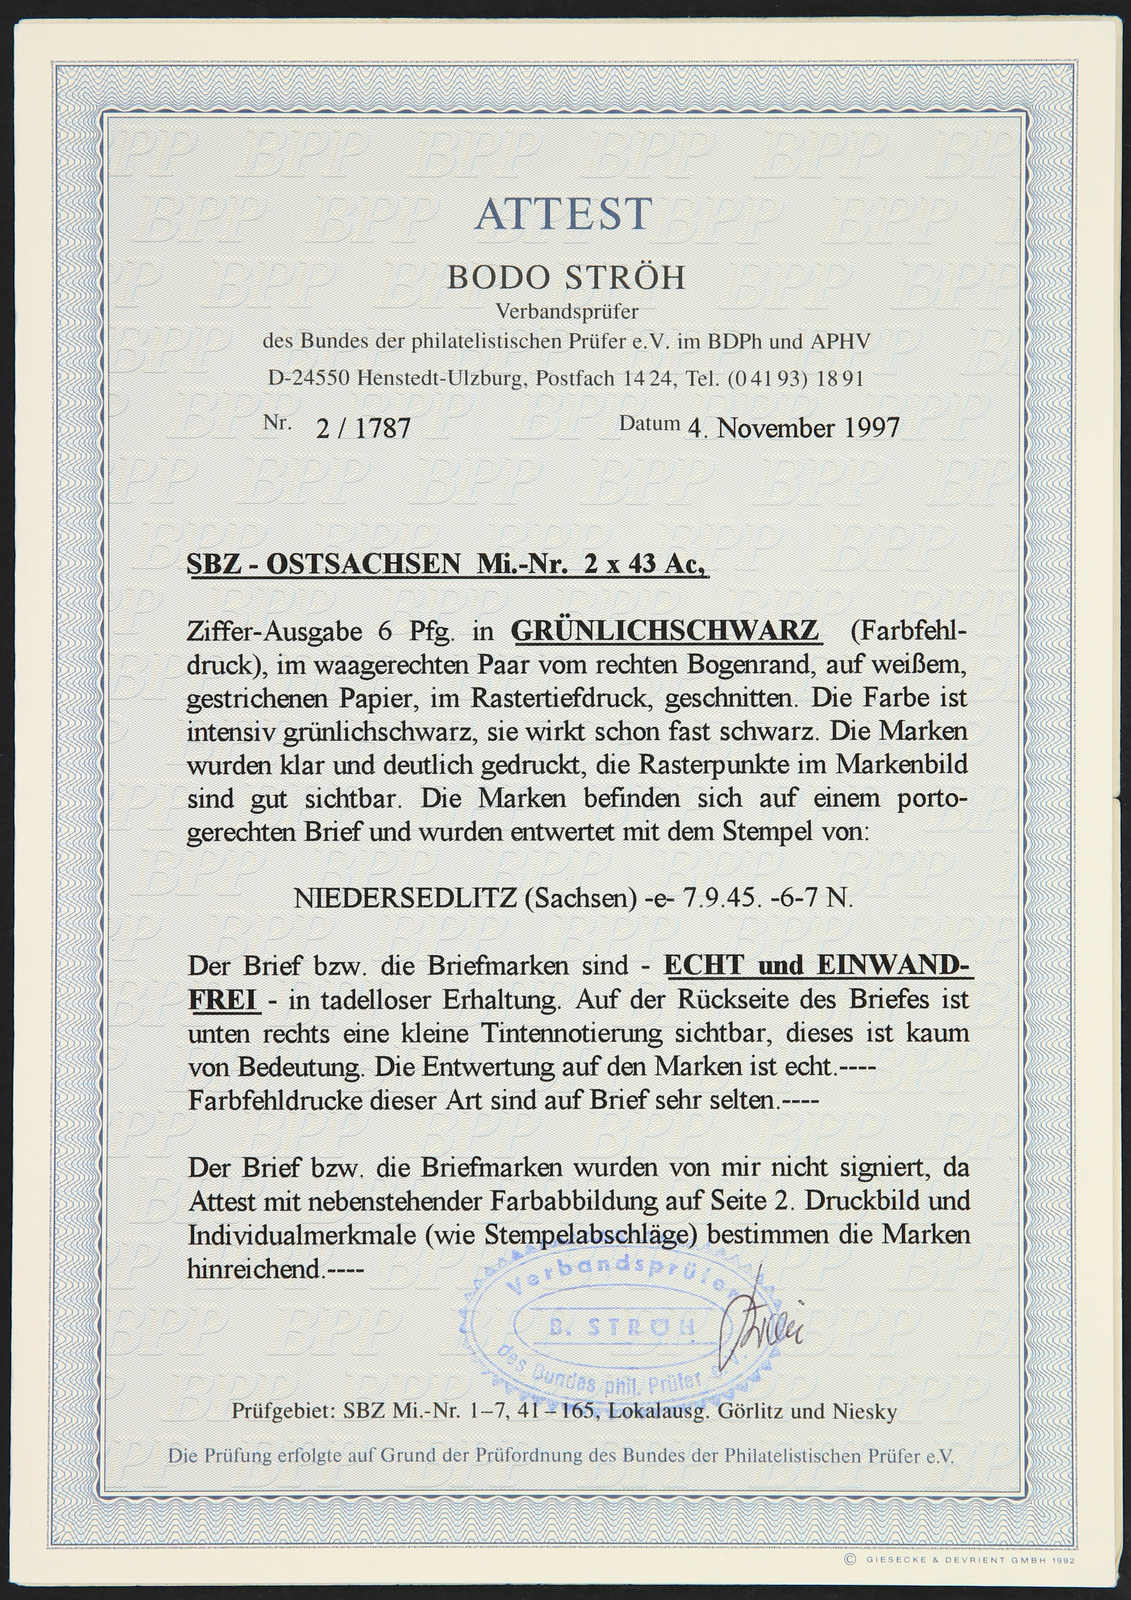 ATTEST
BODO STRÖH
Verbandsprüfer
des Bundes der philatelistischen Prüfer e.V. im BDPh und APHV
D-24550 Henstedt-Ulzburg, Postfach 14 24, Tel. (0 41 93) 18 91
Nr. 2 / 1787 Datum 4. November 1997
SBZ - OSTSACHSEN Mi.-Nr. 2 x 43 Ac,
Ziffer-Ausgabe 6 Pfg. in GRÜNLICHSCHWARZ (Farbfehl-
druck), im waagerechten Paar vom rechten Bogenrand, auf weißem,
gestrichenen Papier, im Rastertiefdruck, geschnitten. Die Farbe ist
intensiv grünlichschwarz, sie wirkt schon fast schwarz. Die Marken
wurden klar und deutlich gedruckt, die Rasterpunkte im Markenbild
sind gut sichtbar. Die Marken befinden sich auf einem porto-
gerechten Brief und wurden entwertet mit dem Stempel von:
NIEDERSEDLITZ (Sachsen) -e- 7.9.45. -6-7 N.
Der Brief bzw. die Briefmarken sind - ECHT und EINWAND-
FREI - in tadelloser Erhaltung. Auf der Rückseite des Briefes ist
unten rechts eine kleine Tintennotierung sichtbar, dieses ist kaum
von Bedeutung. Die Entwertung auf den Marken ist echt.----
Farbfehldrucke dieser Art sind auf Brief sehr selten.----
Der Brief bzw. die Briefmarken wurden von mir nicht signiert, da
Attest mit nebenstehender Farbabbildung auf Seite 2. Druckbild und
Individualmerkmale (wie Stempelabschläge) bestimmen die Marken
hinreichend.----
Verbandsprüfer
B. STRÖH
des Bundes phil. Prüfer e.V.
Prüfgebiet: SBZ Mi.-Nr. 1–7, 41–165, Lokalausg. Görlitz und Niesky
Die Prüfung erfolgte auf Grund der Prüfordnung des Bundes der Philatelistischen Prüfer e.V.
© GIESECKE & DEVRIENT GMBH 1992